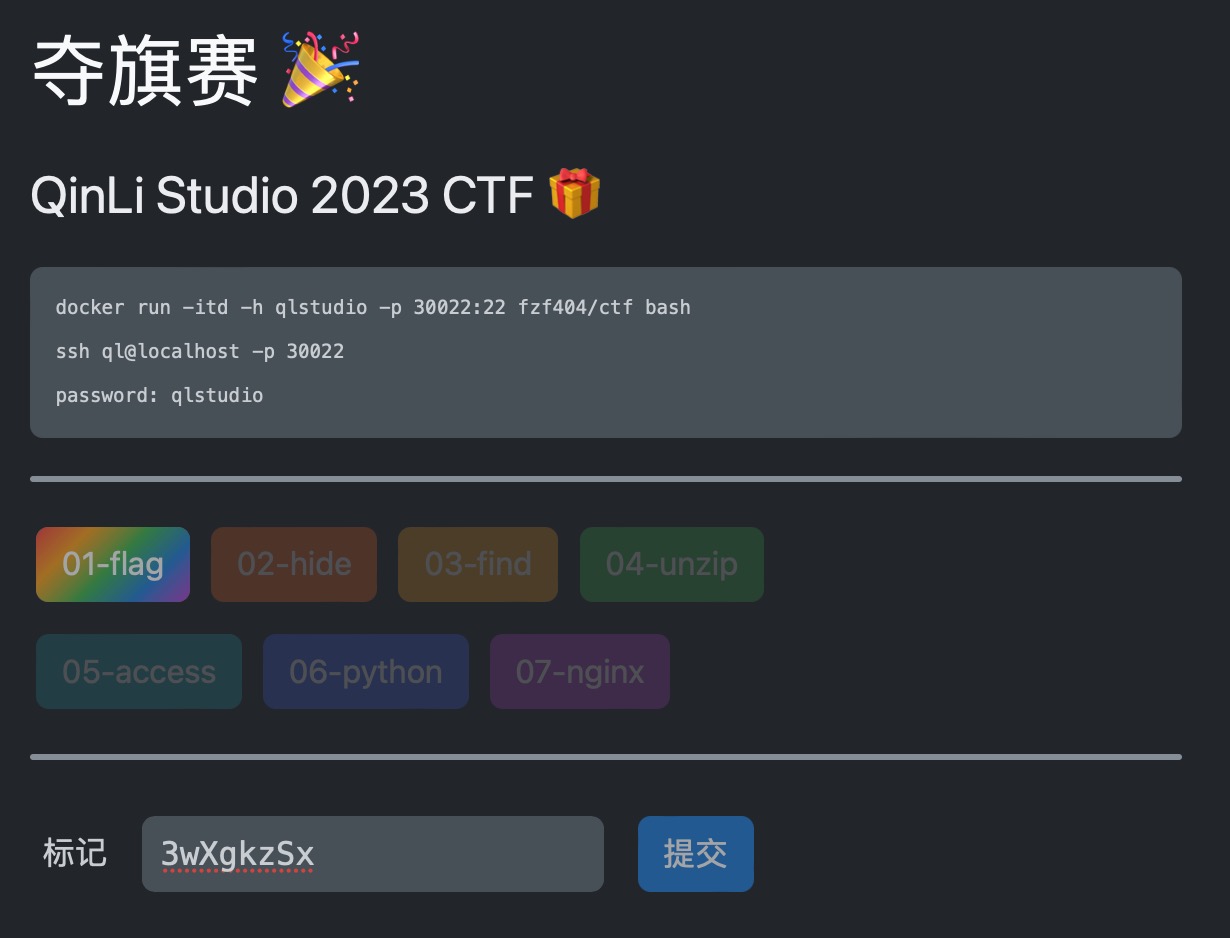 夺旗赛 🎉
QinLi Studio 2023 CTF 🎁
docker run -itd -h qlstudio -p 30022:22 fzf404/ctf bash
ssh ql@localhost -p 30022
password: qlstudio
01-flag 02-hide 03-find 04-unzip
05-access 06-python 07-nginx
标记 3wXgkzSx 提交